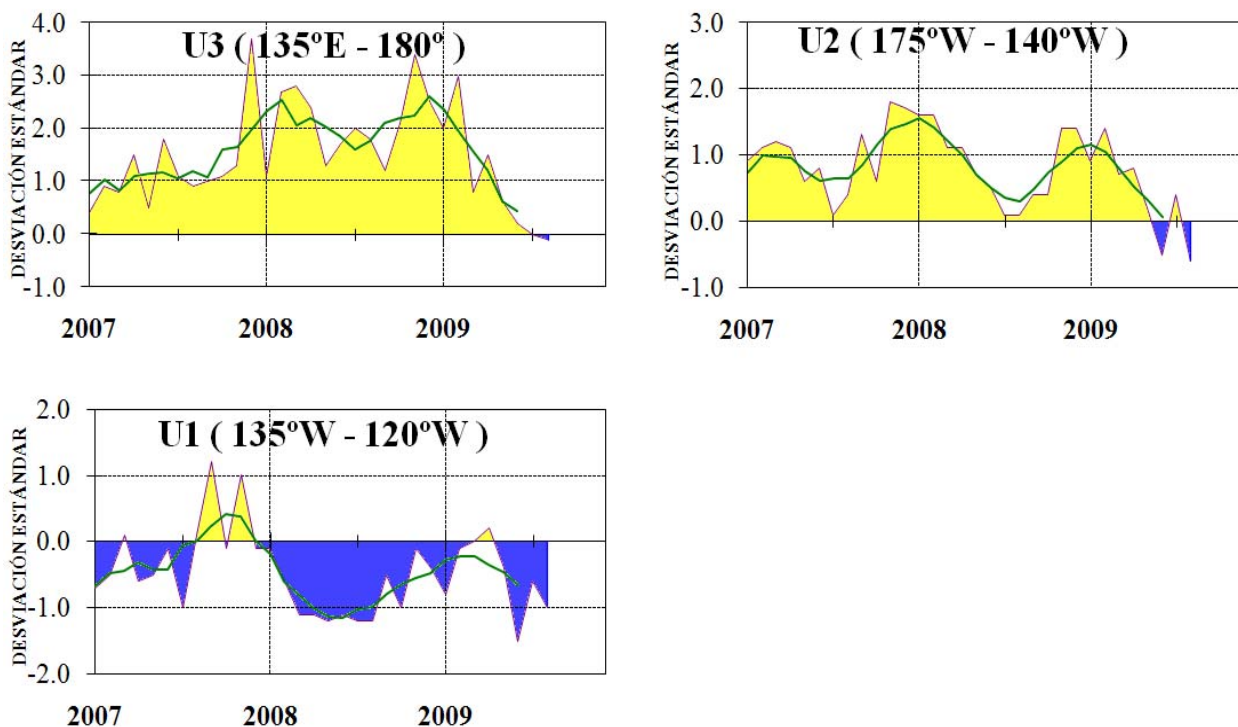 U3 ( 135ºE - 180º )
DESVIACIÓN ESTÁNDAR
4.0
3.0
2.0
1.0
0.0
-1.0
2007 2008 2009
U2 ( 175ºW - 140ºW )
DESVIACIÓN ESTÁNDAR
3.0
2.0
1.0
0.0
-1.0
2007 2008 2009
U1 ( 135ºW - 120ºW )
DESVIACIÓN ESTÁNDAR
2.0
1.0
0.0
-1.0
-2.0
2007 2008 2009